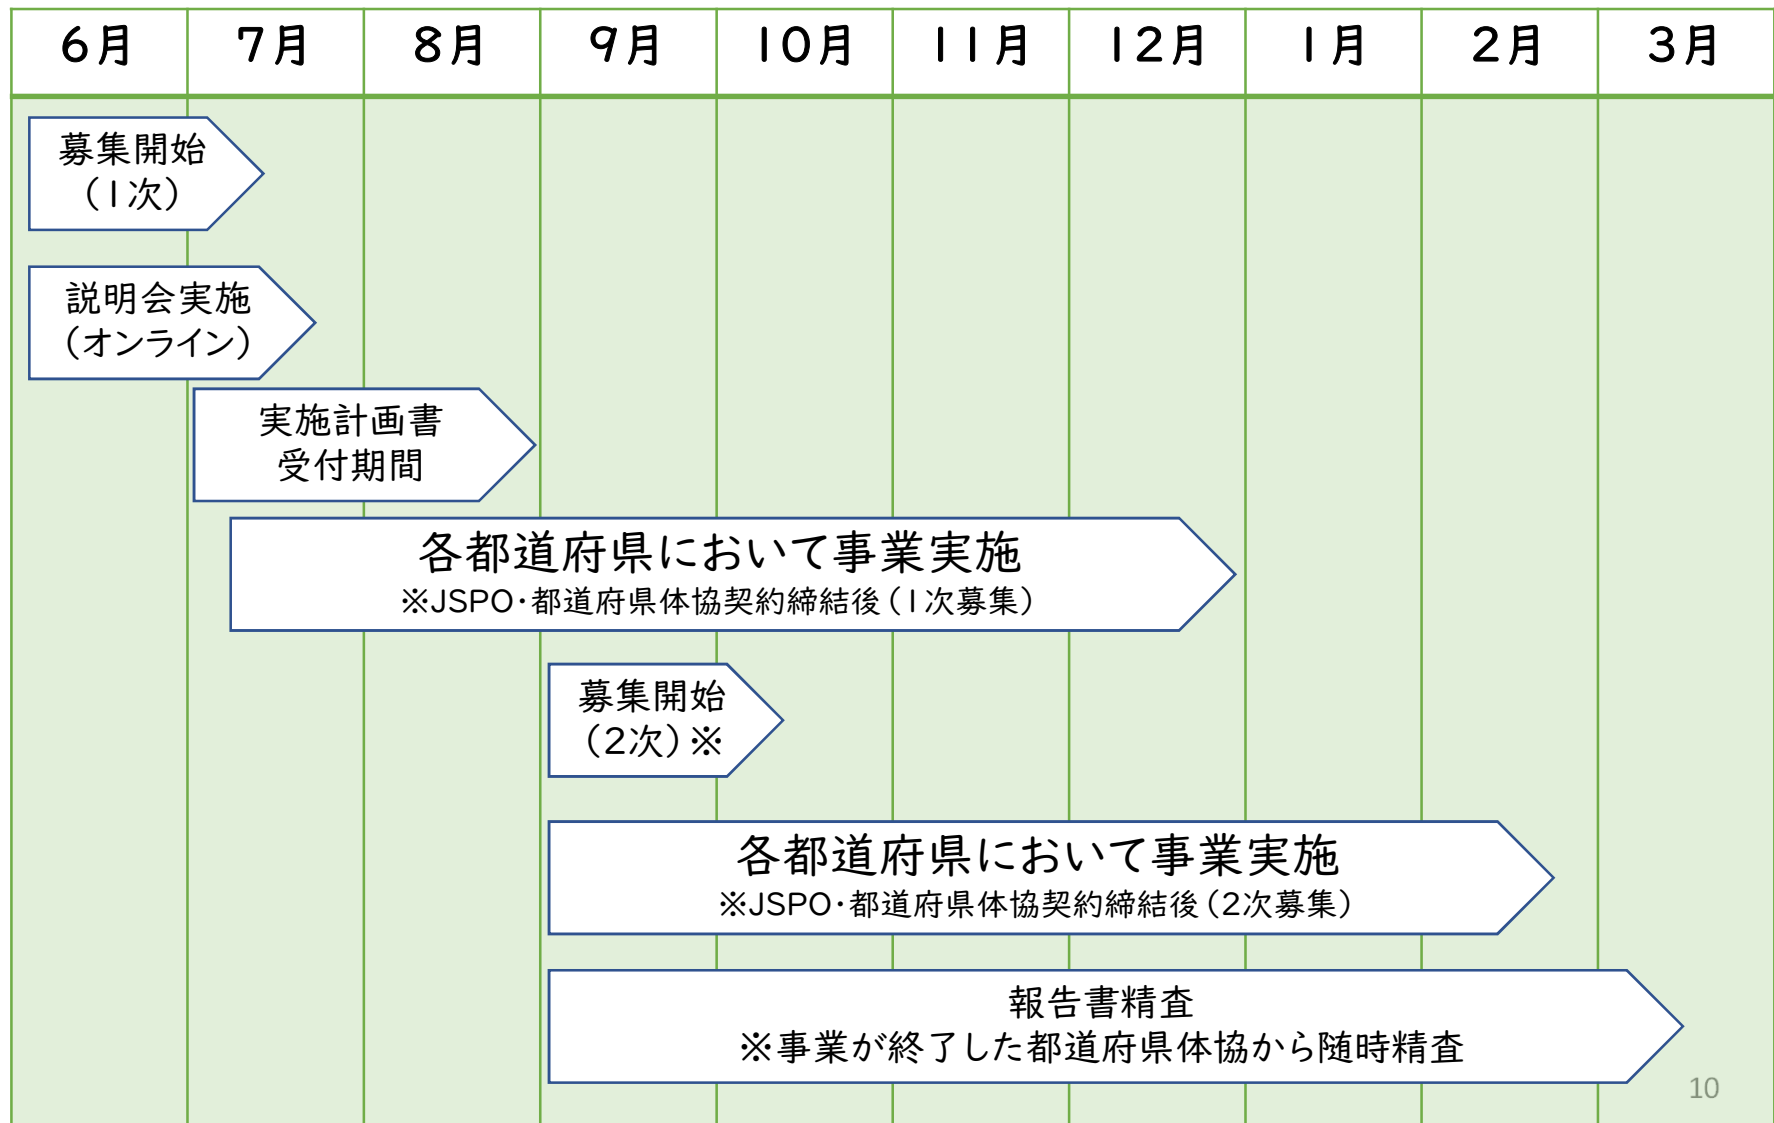 6月 7月 8月 9月 10月 11月 12月 1月 2月 3月
募集開始
(1次)
説明会実施
(オンライン)
実施計画書
受付期間
各都道府県において事業実施
※JSPO・都道府県体協契約締結後(1次募集)
募集開始
(2次)※
各都道府県において事業実施
※JSPO・都道府県体協契約締結後(2次募集)
報告書精査
※事業が終了した都道府県体協から随時精査
10